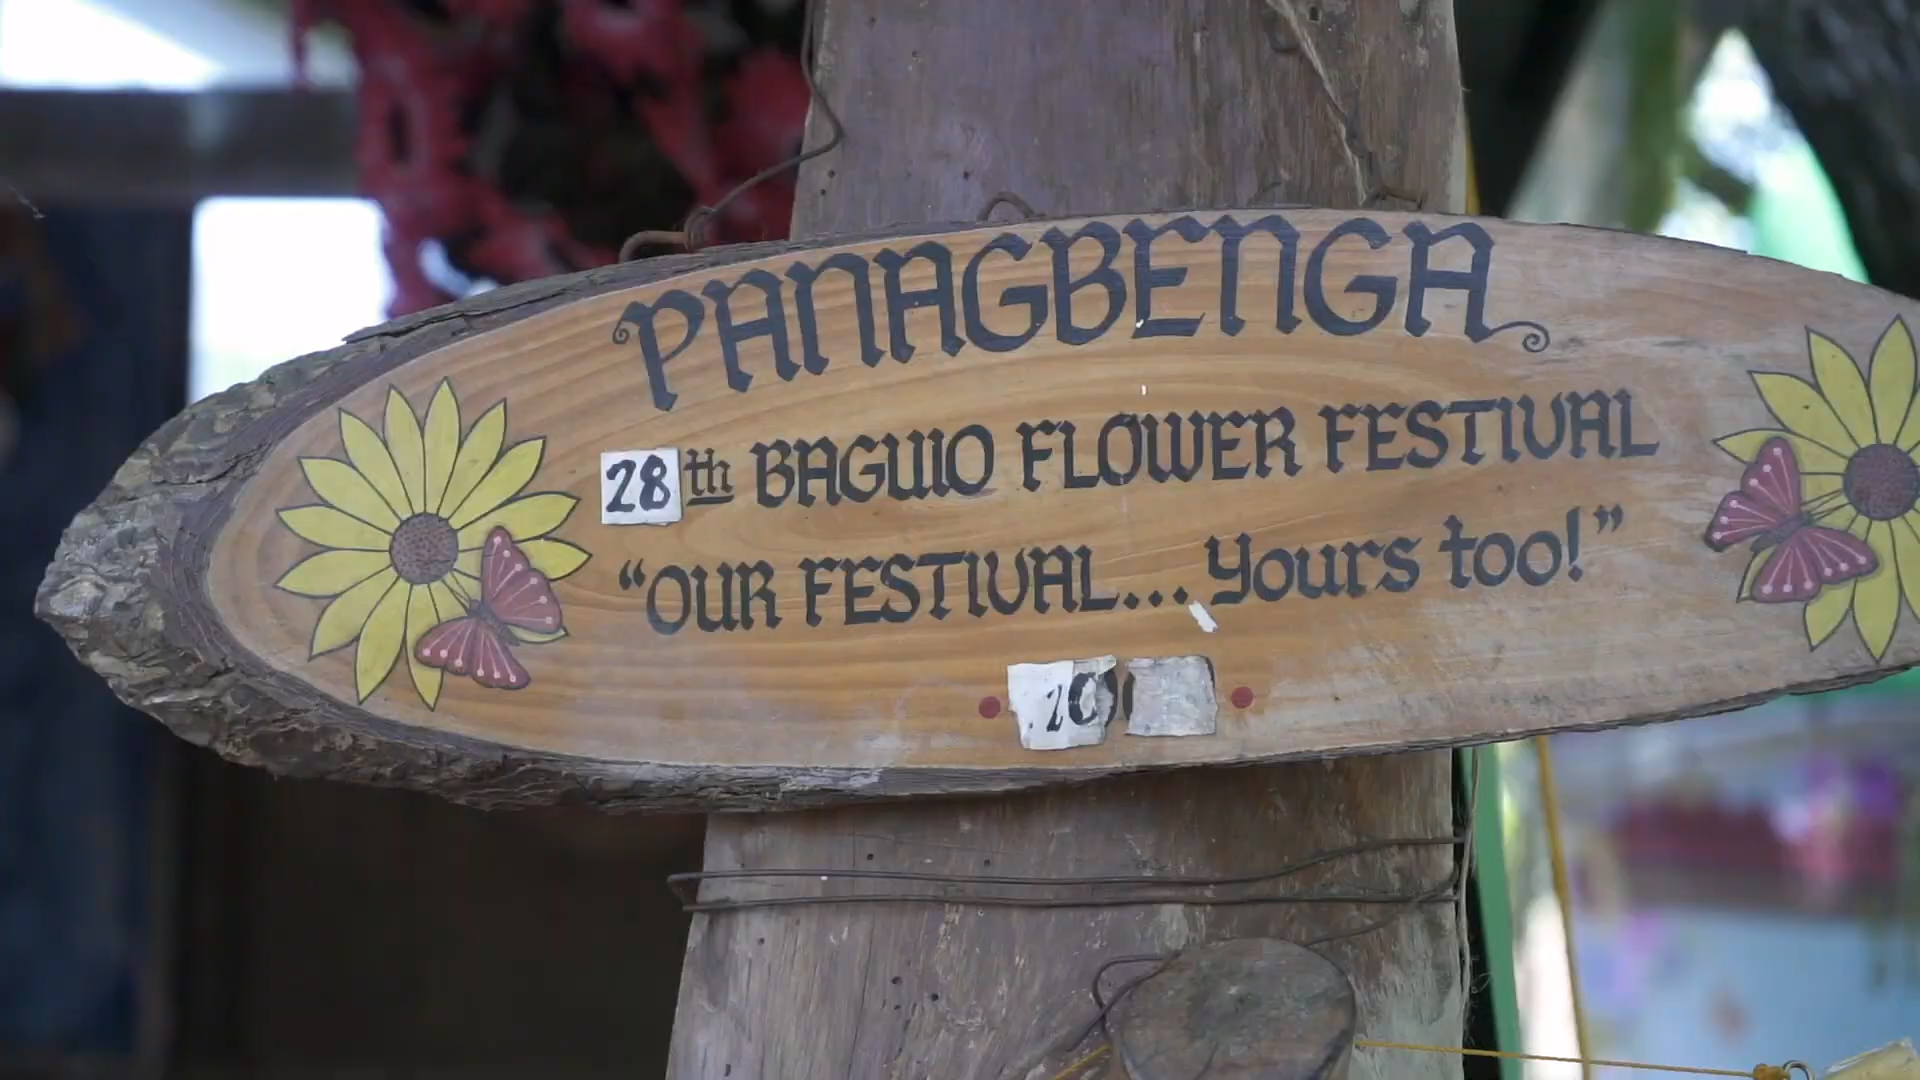 PANAGBENGA
28th BAGUIO FLOWER FESTIVAL
“OUR FESTIVAL... Yours too!”